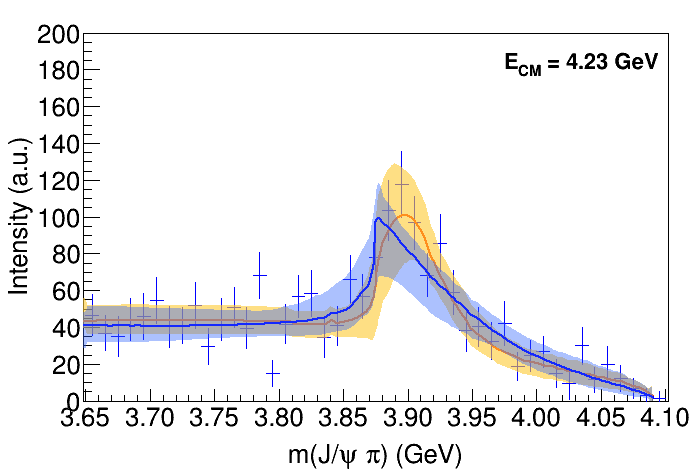 200
E_CM = 4.23 GeV
180
160
140
120
100
80
60
40
20
0
Intensity (a.u.)
3.65 3.70 3.75 3.80 3.85 3.90 3.95 4.00 4.05 4.10
m(J/ψ π) (GeV)